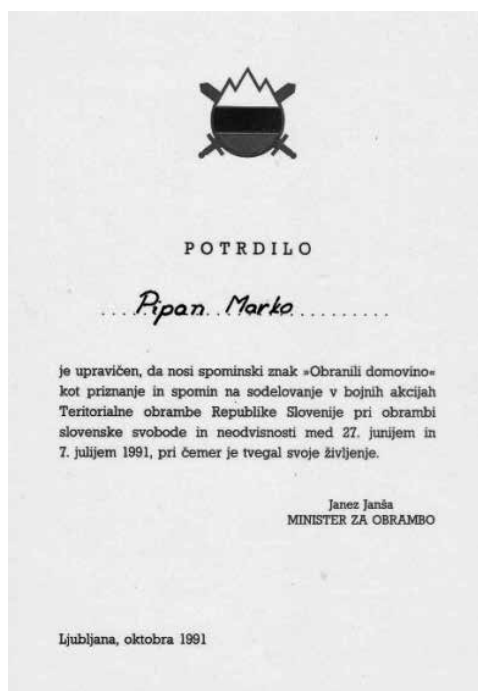 POTRDILO
Pipan Marko
je upravičen, da nosi spominski znak »Obranili domovino«
kot priznanje in spomin na sodelovanje v bojnih akcijah
Teritorialne obrambe Republike Slovenije pri obrambi
slovenske svobode in neodvisnosti med 27. junijem in
7. julijem 1991, pri čemer je tvegal svoje življenje.
Janez Janša
MINISTER ZA OBRAMBO
Ljubljana, oktobra 1991